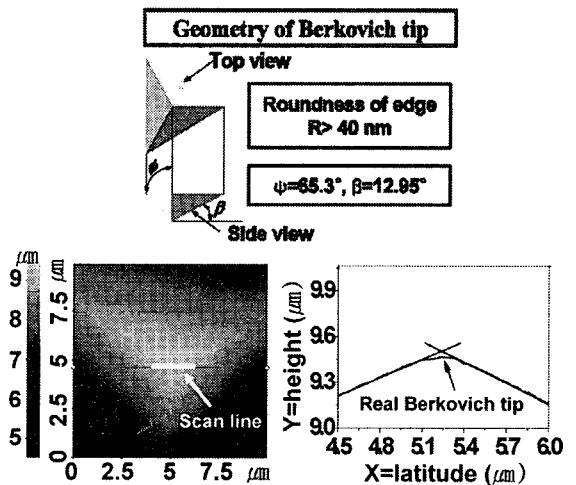 Geometry of Berkovich tip
Top view
Roundness of edge
R> 40 nm
ϕ
ψ=65.3°, β=12.95°
β
Side view
μm
9
8
7
6
5
μm
7.5
5
2.5
0
Scan line
0 2.5 5 7.5 μm
Y=height (μm)
9.9
9.6
9.3
9.0
Real Berkovich tip
4.5 4.8 5.1 5.4 5.7 6.0
X=latitude (μm)